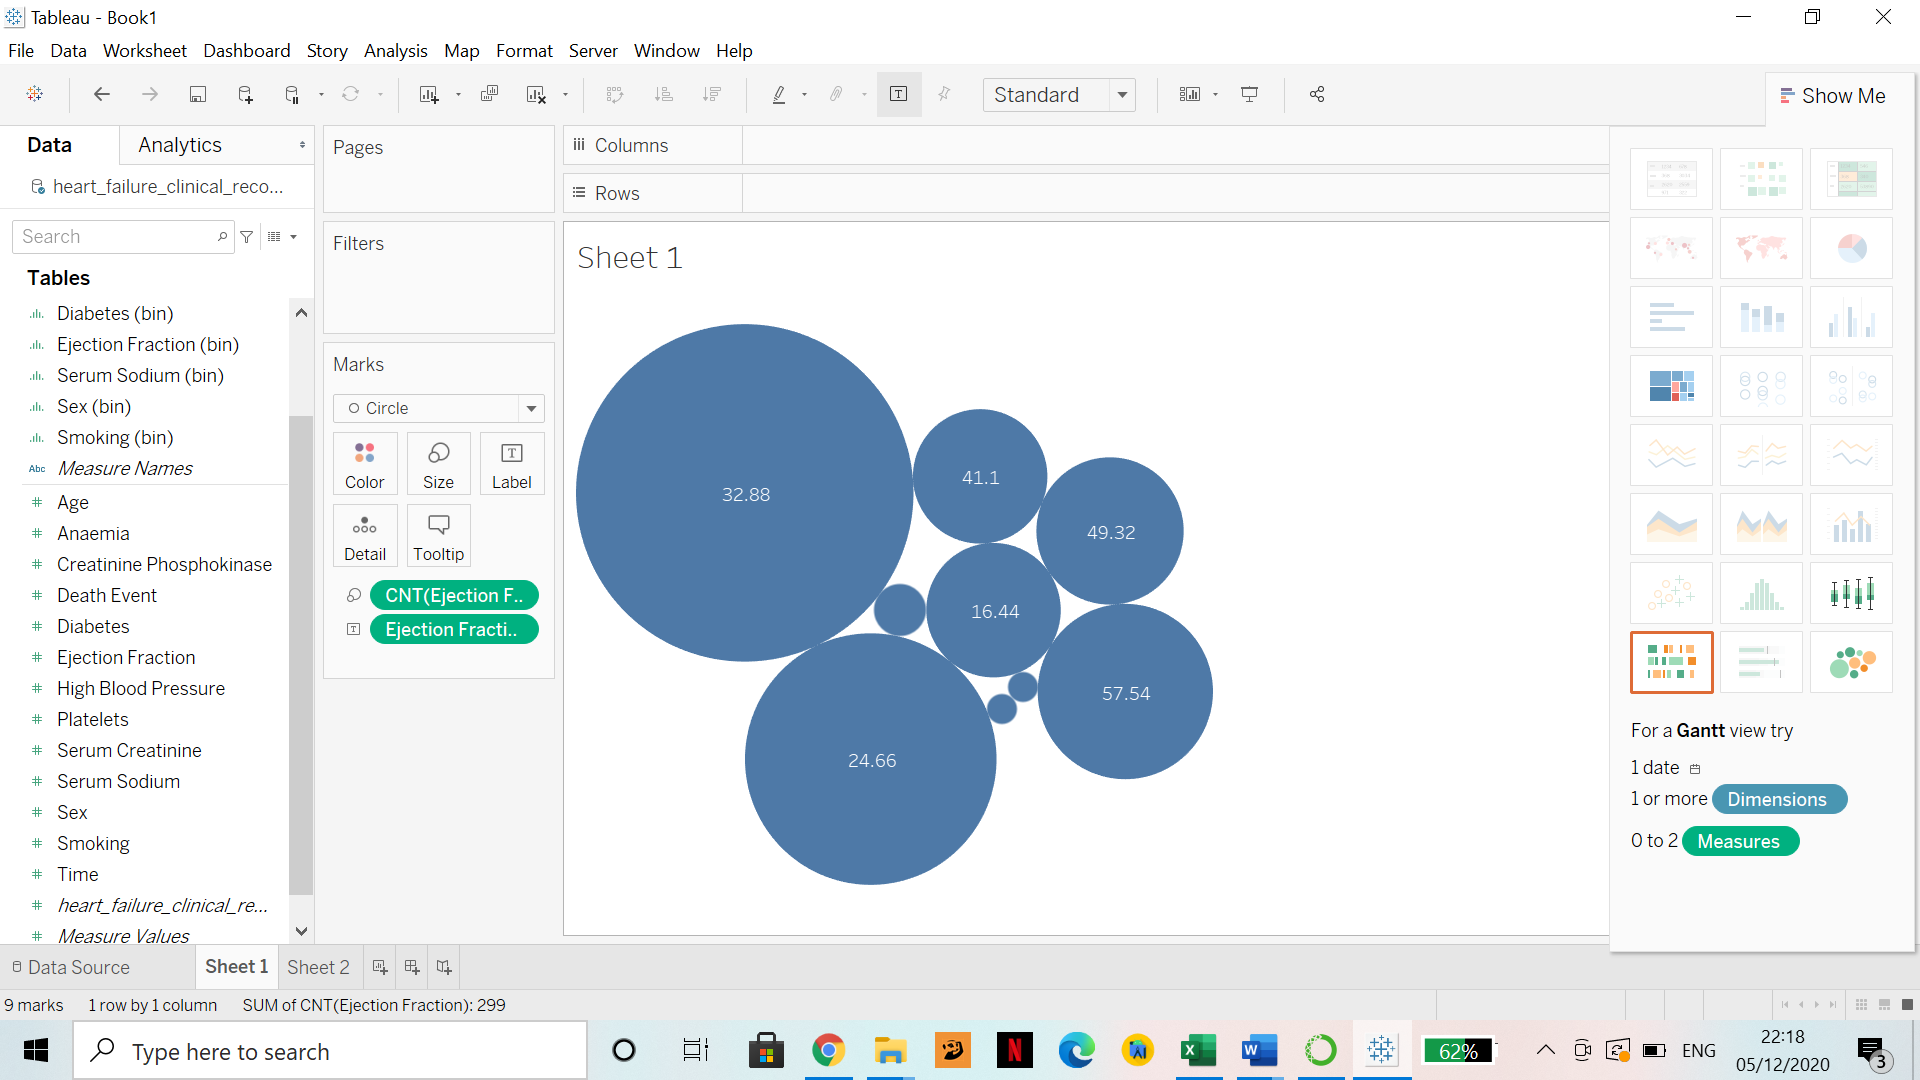 Tableau - Book1
File Data Worksheet Dashboard Story Analysis Map Format Server Window Help
Standard
Show Me
Data
Analytics
heart_failure_clinical_reco...
Search
Tables
Diabetes (bin)
Ejection Fraction (bin)
Serum Sodium (bin)
Sex (bin)
Smoking (bin)
Abc Measure Names
# Age
# Anaemia
# Creatinine Phosphokinase
# Death Event
# Diabetes
# Ejection Fraction
# High Blood Pressure
# Platelets
# Serum Creatinine
# Serum Sodium
# Sex
# Smoking
# Time
# heart_failure_clinical_re...
# Measure Values
Pages
Filters
Marks
Circle
Color
Size
T
Label
Detail
Tooltip
CNT(Ejection F..
T
Ejection Fracti..
Columns
Rows
Sheet 1
32.88
41.1
49.32
16.44
57.54
24.66
For a Gantt view try
1 date
1 or more Dimensions
0 to 2 Measures
Data Source
Sheet 1
Sheet 2
9 marks
1 row by 1 column
SUM of CNT(Ejection Fraction): 299
Type here to search
62%
ENG
22:18
05/12/2020
3